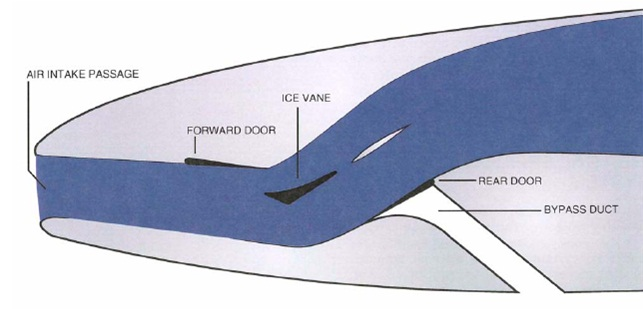 AIR INTAKE PASSAGE
ICE VANE
FORWARD DOOR
REAR DOOR
BYPASS DUCT